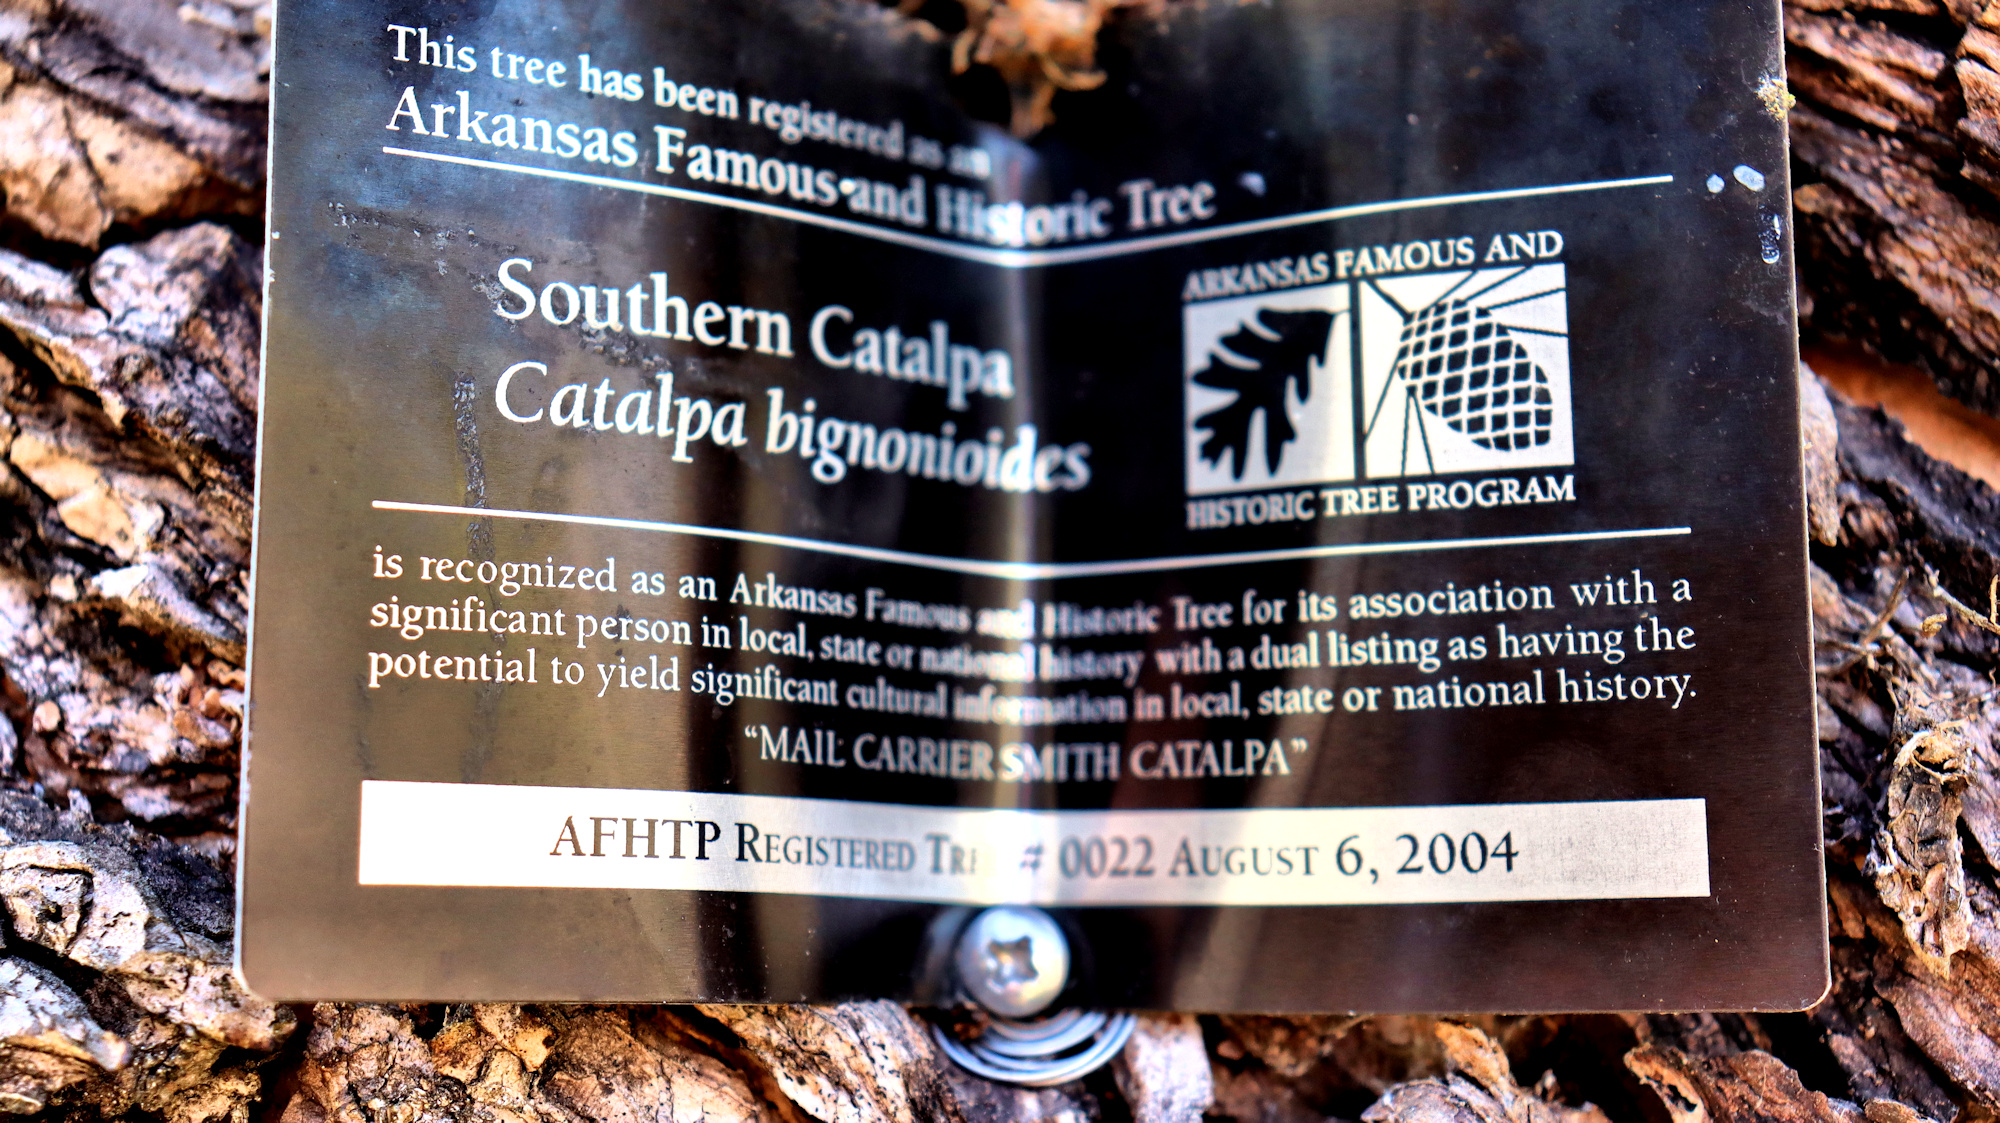 This tree has been registered as an
Arkansas Famous and Historic Tree
Southern Catalpa
Catalpa bignonioides
ARKANSAS FAMOUS AND
HISTORIC TREE PROGRAM
is recognized as an Arkansas Famous and Historic Tree for its association with a
significant person in local, state or national history with a dual listing as having the
potential to yield significant cultural information in local, state or national history.
“MAIL CARRIER SMITH CATALPA”
AFHTP REGISTERED TREE # 0022 AUGUST 6, 2004